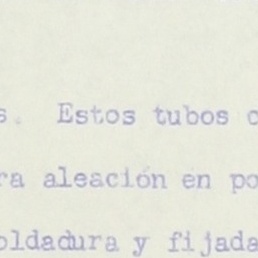 s. Estos tubos c
ra aleación en po
oldadura y fijada